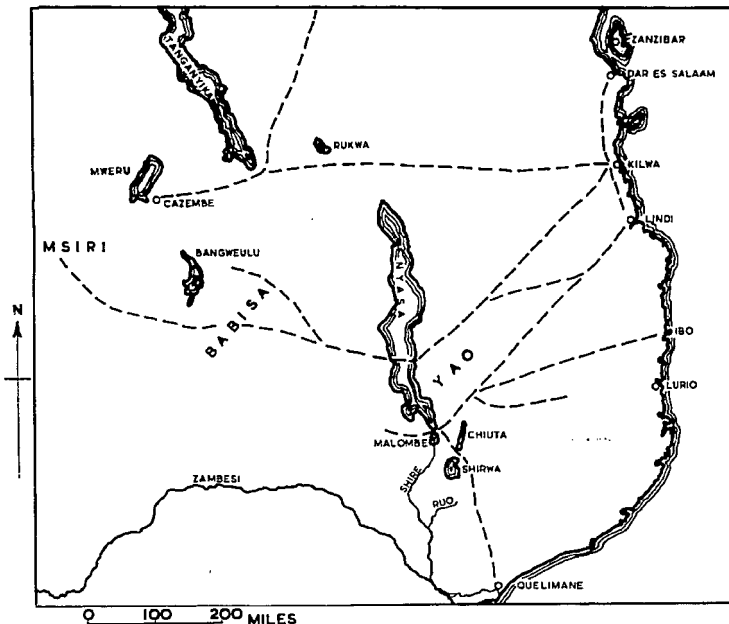 ZANZIBAR
DAR ES SALAAM
TANGANYIKA
RUKWA
MWERU
KILWA
CAZEMBE
LINDI
MSIRI
BANGWEULU
NYASA
BABISA
N
YAO
IBO
LURIO
MALOMBE
CHIUTA
SHIRWA
ZAMBESI
SHIRE
RUO
QUELIMANE
0 100 200 MILES